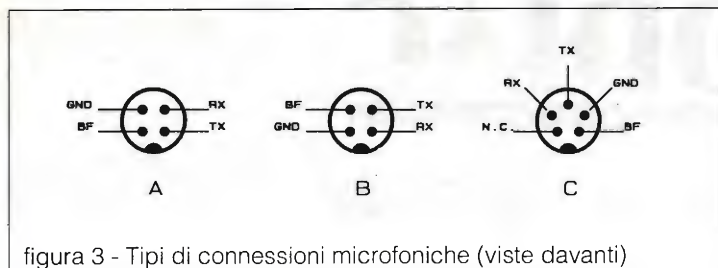 TX
GND RX BF TX RX GND
BF TX GND RX N.C. BF
A B C
figura 3 - Tipi di connessioni microfoniche (viste davanti)